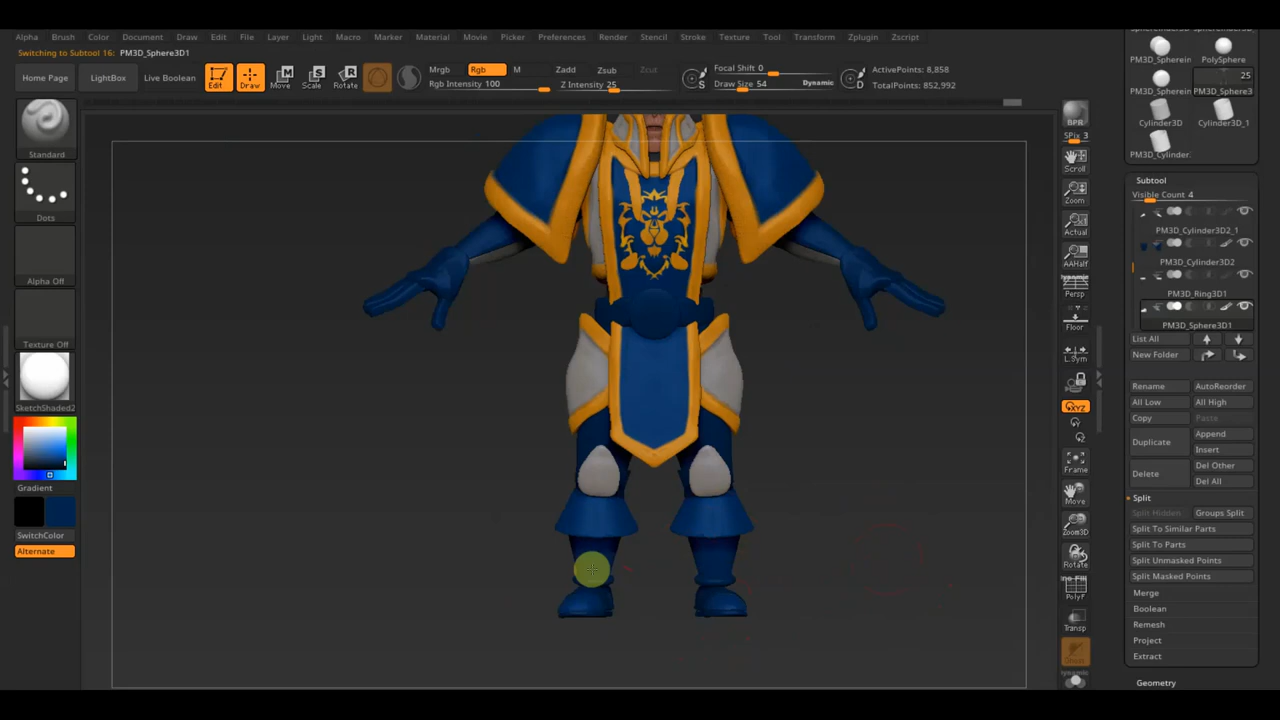 Alpha Brush Color Document Draw Edit File Layer Light Macro Marker Material Movie Picker Preferences Render Stencil Stroke Texture Tool Transform Zplugin Zscript
Switching to Subtool 16: PM3D_Sphere3D1
Home Page LightBox Live Boolean Edit Draw Move Scale Rotate
Mrgb Rgb M Zadd Zsub Zcut
Rgb Intensity 100 Z Intensity 25
Focal Shift 0
Draw Size 54 Dynamic
S D
ActivePoints: 8,858
TotalPoints: 852,992
Standard
Dots
Alpha Off
Texture Off
SketchShaded2
Gradient
SwitchColor
Alternate
BPR
SPix 3
Scroll
Zoom
Actual
AAHalf
Persp
Floor
L.Sym
XYZ
Frame
Move
Zoom3D
Rotate
PolyF
Transp
PM3D_Spherein PolySphere
25
PM3D_Spherein PM3D_Sphere3
Cylinder3D Cylinder3D_1
PM3D_Cylinder.
Subtool
Visible Count 4
PM3D_Cylinder3D2_1
PM3D_Cylinder3D2
PM3D_Ring3D1
PM3D_Sphere3D1
List All
New Folder
Rename AutoReorder
All Low All High
Copy Paste
Duplicate Append
Insert
Delete Del Other
Del All
Split
Split Hidden Groups Split
Split To Similar Parts
Split To Parts
Split Unmasked Points
Split Masked Points
Merge
Boolean
Remesh
Project
Extract
Geometry